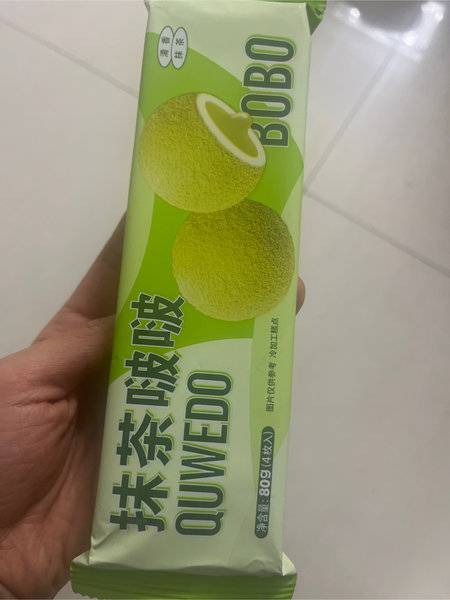 清香
抹茶
BOBO
抹茶啵啵
QUWEDO
图片仅供参考 冷加工糕点
净含量:80g(4枚入)